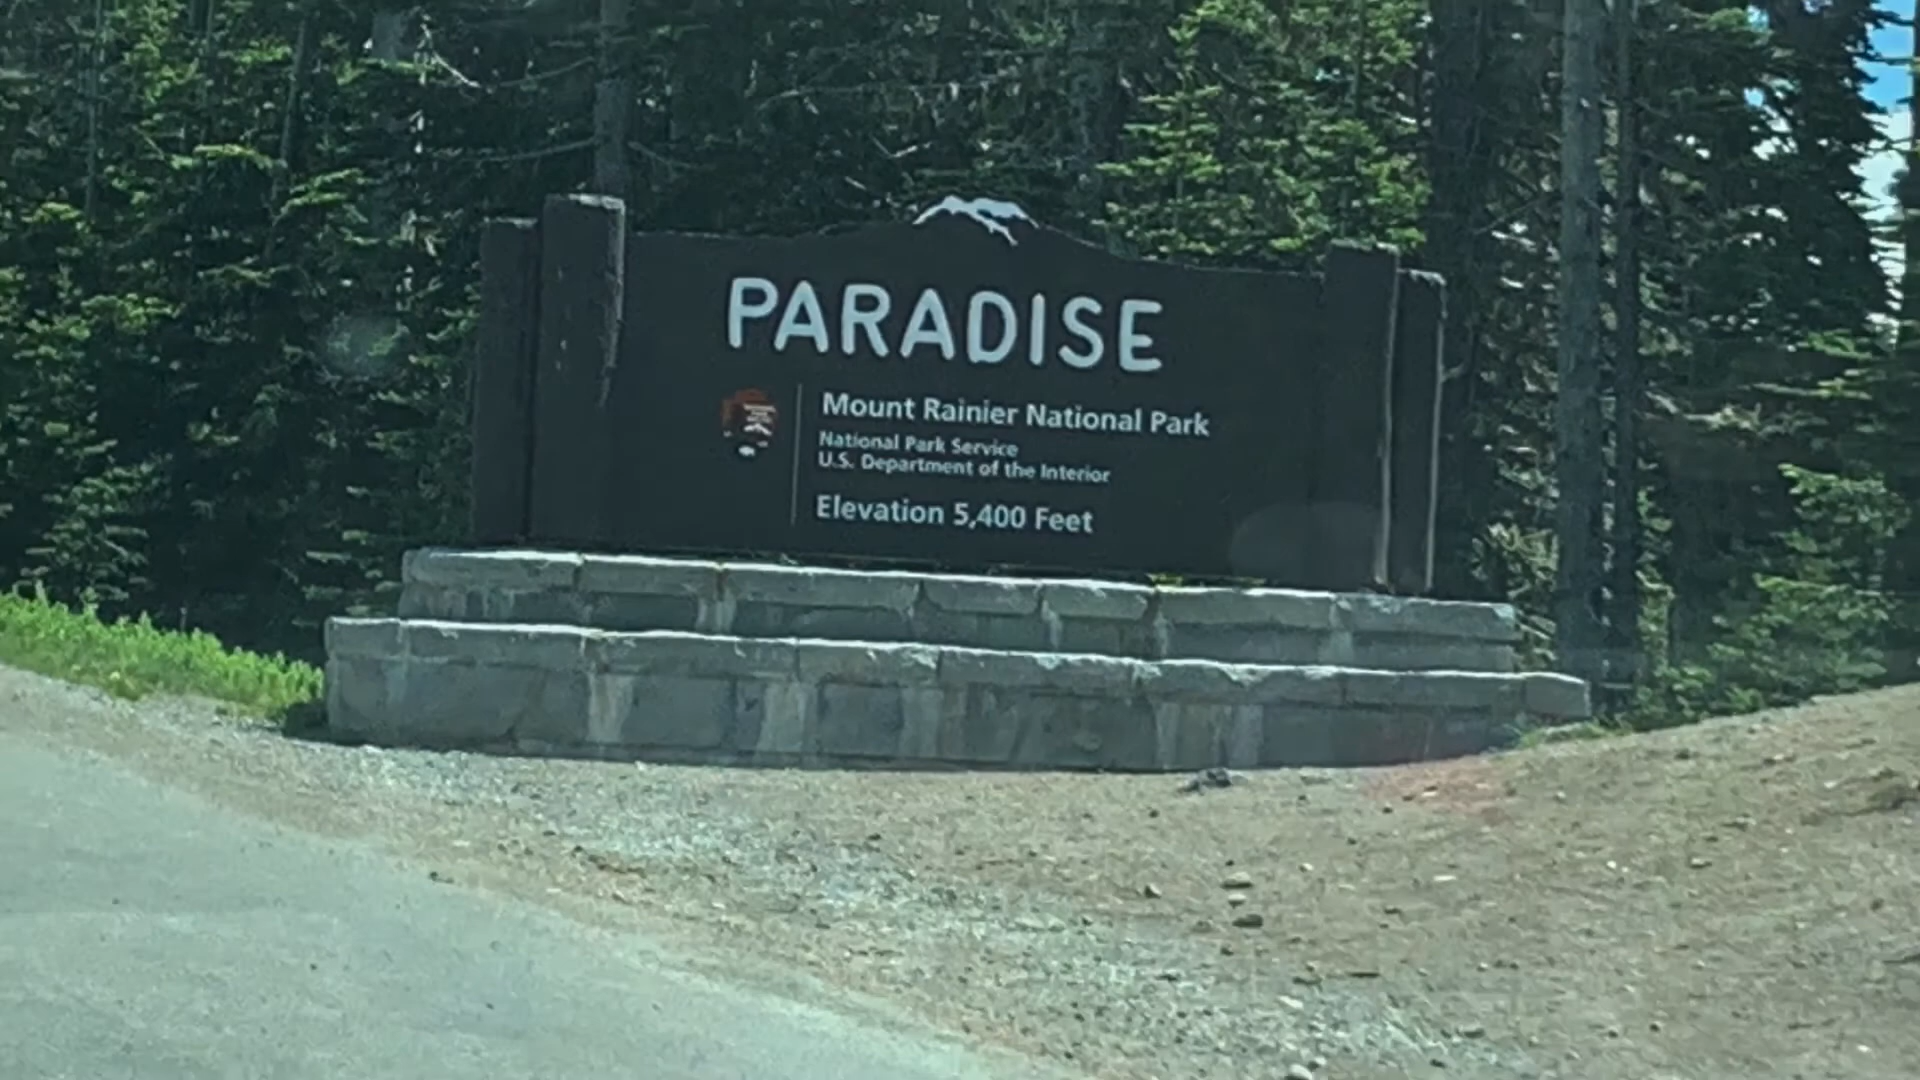 PARADISE
Mount Rainier National Park
National Park Service
U.S. Department of the Interior
Elevation 5,400 Feet